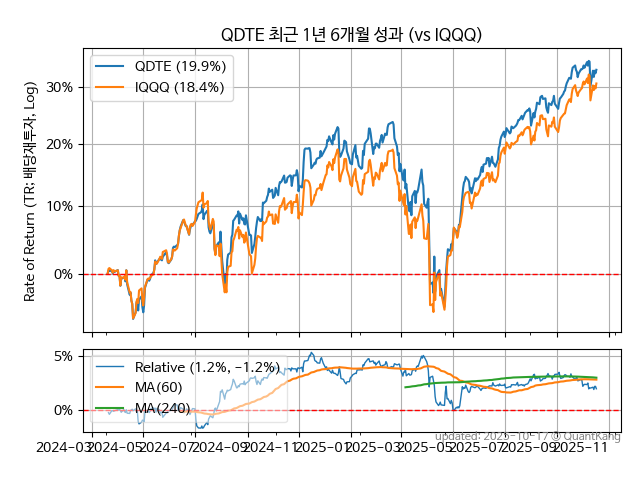 QDTE 최근 1년 6개월 성과 (vs IQQQ)
QDTE (19.9%)
IQQQ (18.4%)
Rate of Return (TR: 배당재투자, Log)
30%
20%
10%
0%
Relative (1.2%, -1.2%)
MA(60)
MA(240)
5%
0%
2024-03 2024-05 2024-07 2024-09 2024-11 2025-01 2025-03 2025-05 2025-07 2025-09 2025-11
updated: 2025-10-17 © QuantKang